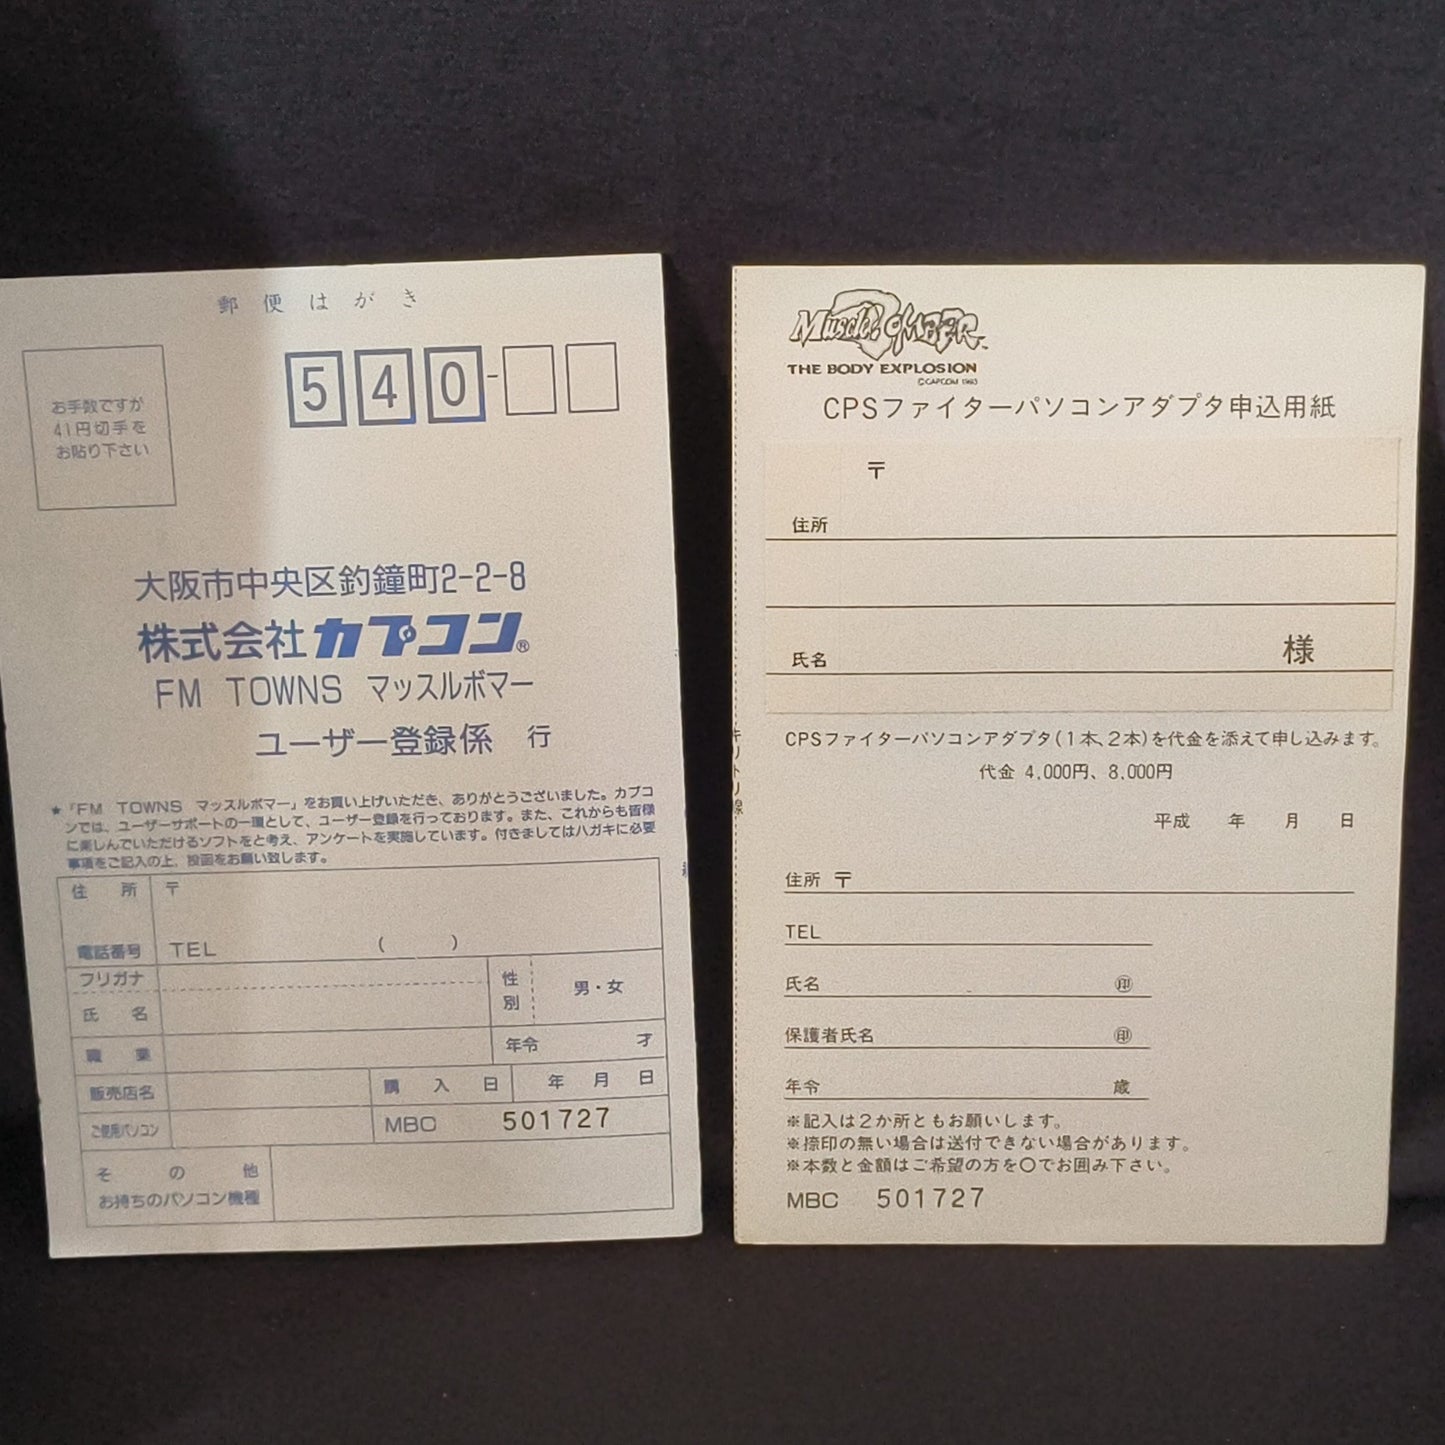 郵便はがき
540-
お手数ですが
41円切手を
お貼り下さい
大阪市中央区釣鐘町2-2-8
株式会社カプコン®
FM TOWNS マッスルボマー
ユーザー登録係 行
★「FM TOWNS マッスルボマー」をお買い上げいただき、ありがとうございました。カプコ
ンでは、ユーザーサポートの一環として、ユーザー登録を行っております。また、これからも皆様
に楽しんでいただけるソフトをと考え、アンケートを実施しています。付きましてはハガキに必要
事項をご記入の上、投函をお願い致します。
住所 〒
電話番号 TEL ( )
フリガナ
氏名
性別 男・女
職業
年令 才
販売店名
購入日 年 月 日
ご使用パソコン
MBC 501727
その他
お持ちのパソコン機種
MUSCLE BOMBER™
THE BODY EXPLOSION
©CAPCOM 1993
CPSファイターパソコンアダプタ申込用紙
〒
住所
氏名 様
キリトリ線
CPSファイターパソコンアダプタ(1本、2本)を代金を添えて申し込みます。
代金 4,000円、8,000円
平成 年 月 日
住所 〒
TEL
氏名 ㊞
保護者氏名 ㊞
年令 歳
※記入は2か所ともお願いします。
※捺印の無い場合は送付できない場合があります。
※本数と金額はご希望の方を〇でお囲み下さい。
MBC 501727